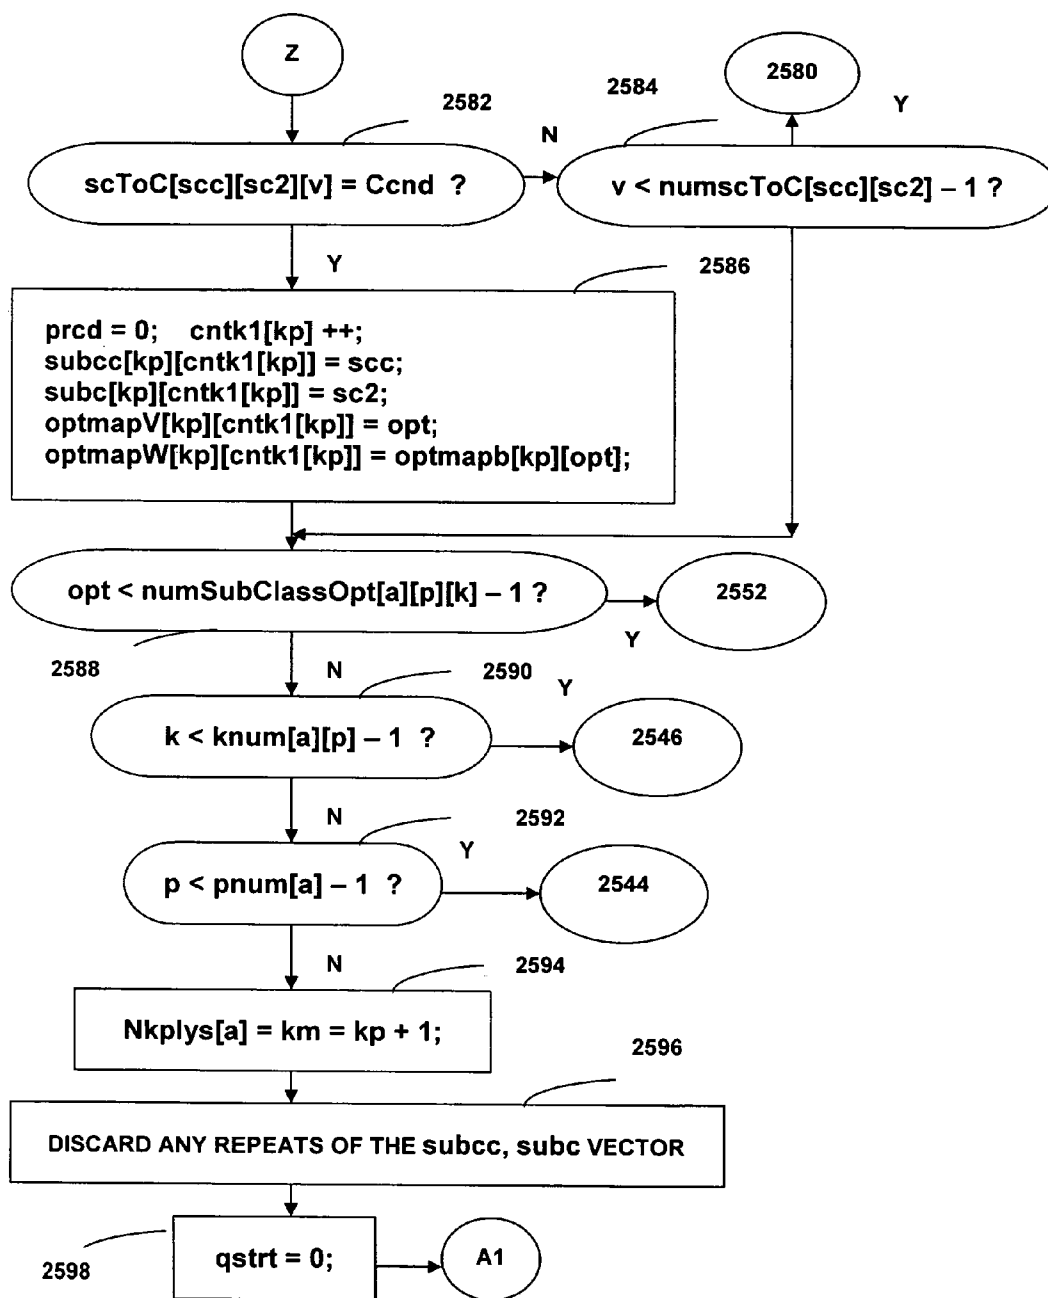 Z
2580
2582
2584
N
Y
scToC[scc][sc2][v] = Ccnd ?
v < numscToC[scc][sc2] – 1 ?
Y
2586
prcd = 0; cntk1[kp] ++;
subcc[kp][cntk1[kp]] = scc;
subc[kp][cntk1[kp]] = sc2;
optmapV[kp][cntk1[kp]] = opt;
optmapW[kp][cntk1[kp]] = optmapb[kp][opt];
opt < numSubClassOpt[a][p][k] – 1 ?
2552
Y
2588
N
2590
Y
k < knum[a][p] – 1 ?
2546
N
2592
Y
p < pnum[a] – 1 ?
2544
N
2594
Nkplys[a] = km = kp + 1;
2596
DISCARD ANY REPEATS OF THE subcc, subc VECTOR
2598
qstrt = 0;
A1